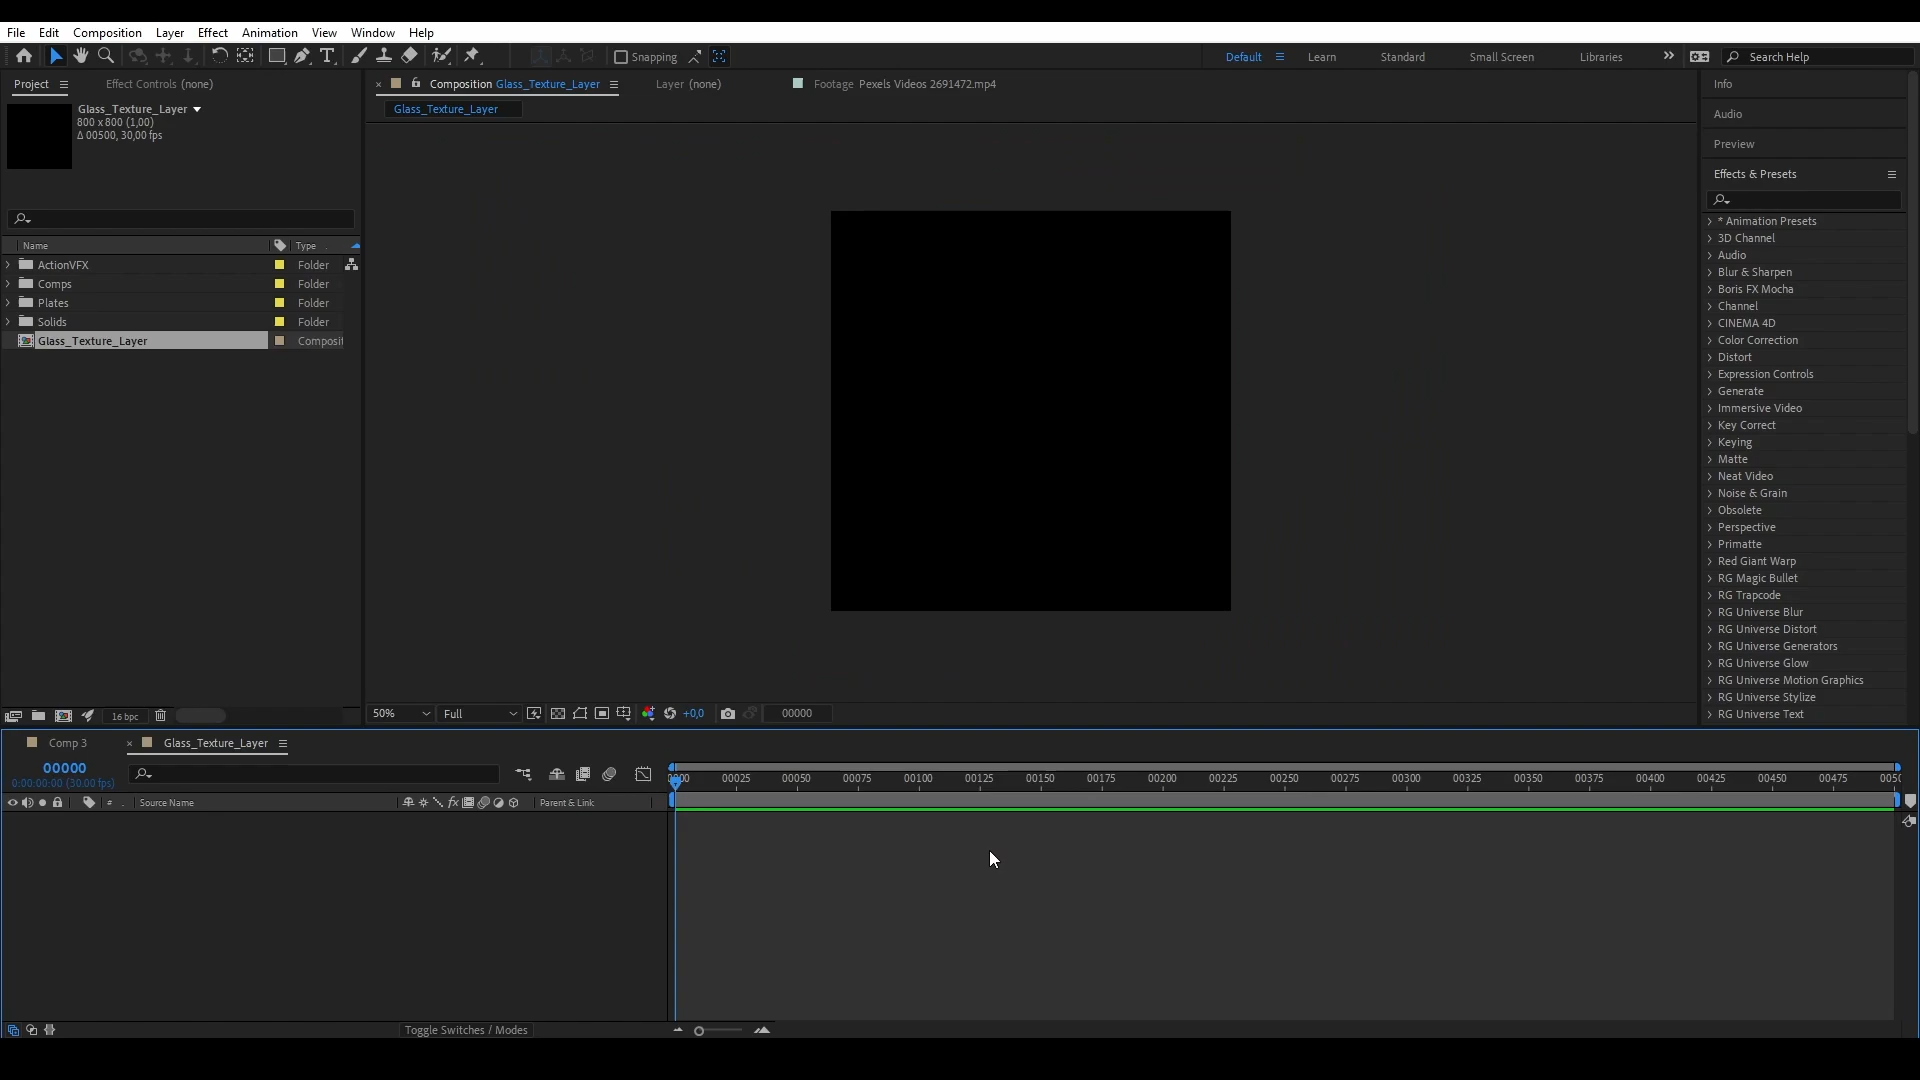 File Edit Composition Layer Effect Animation View Window Help
Snapping
Default Learn Standard Small Screen Libraries
Search Help
Project Effect Controls (none)
Glass_Texture_Layer
800 x 800 (1,00)
Δ 00500, 30,00 fps
Name Type
ActionVFX Folder
Comps Folder
Plates Folder
Solids Folder
Glass_Texture_Layer Composit
16 bpc
Composition Glass_Texture_Layer Layer (none) Footage Pexels Videos 2691472.mp4
Glass_Texture_Layer
50% Full +0,0 00000
Info
Audio
Preview
Effects & Presets
* Animation Presets
3D Channel
Audio
Blur & Sharpen
Boris FX Mocha
Channel
CINEMA 4D
Color Correction
Distort
Expression Controls
Generate
Immersive Video
Key Correct
Keying
Matte
Neat Video
Noise & Grain
Obsolete
Perspective
Primatte
Red Giant Warp
RG Magic Bullet
RG Trapcode
RG Universe Blur
RG Universe Distort
RG Universe Generators
RG Universe Glow
RG Universe Motion Graphics
RG Universe Stylize
RG Universe Text
Comp 3 Glass_Texture_Layer
00000
0:00:00:00 (30.00 fps)
# Source Name Parent & Link
0000 00025 00050 00075 00100 00125 00150 00175 00200 00225 00250 00275 00300 00325 00350 00375 00400 00425 00450 00475 0050
Toggle Switches / Modes